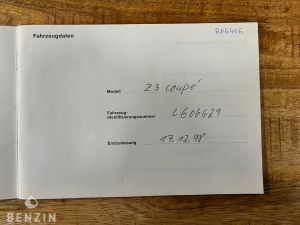 Fahrzeugdaten
RD6406
Modell Z3 coupé
Fahrzeug-
Identifizierungsnummer LG06629
Erstzulassung 17.12.98
BENZIN